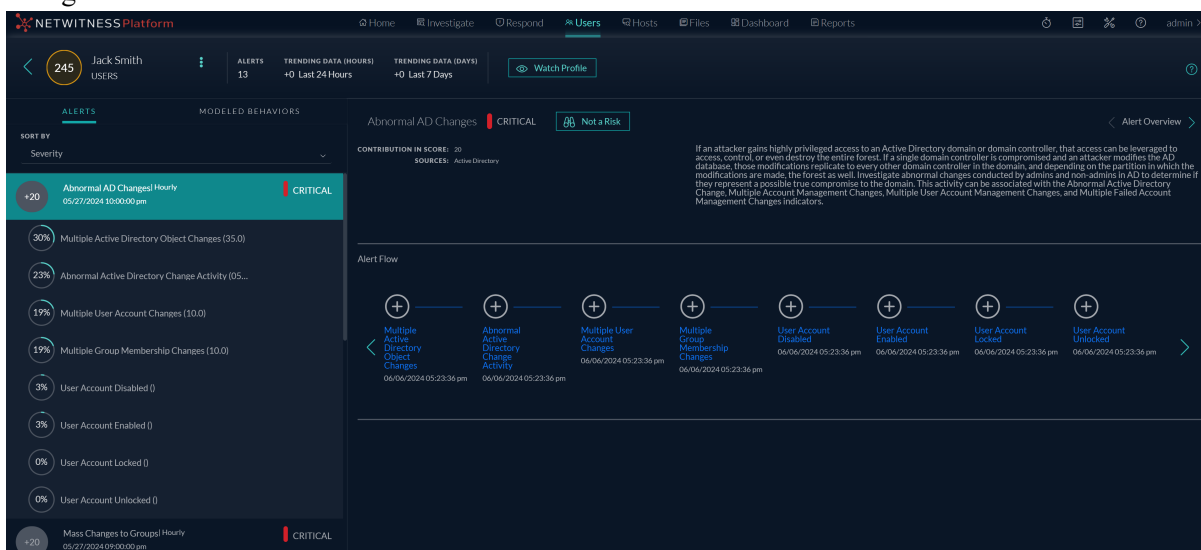 NETWITNESS Platform
Home Investigate Respond Users Hosts Files Dashboard Reports
admin
245
Jack Smith
USERS
ALERTS
13
TRENDING DATA (HOURS)
+0 Last 24 Hours
TRENDING DATA (DAYS)
+0 Last 7 Days
Watch Profile
ALERTS MODELED BEHAVIORS
SORT BY
Severity
+20
Abnormal AD Changes| Hourly
05/27/2024 10:00:00 pm
CRITICAL
30% Multiple Active Directory Object Changes (35.0)
23% Abnormal Active Directory Change Activity (05...
19% Multiple User Account Changes (10.0)
19% Multiple Group Membership Changes (10.0)
3% User Account Disabled ()
3% User Account Enabled ()
0% User Account Locked ()
0% User Account Unlocked ()
+20
Mass Changes to Groups| Hourly
05/27/2024 09:00:00 pm
CRITICAL
Abnormal AD Changes CRITICAL Not a Risk
Alert Overview
CONTRIBUTION IN SCORE: 20
SOURCES: Active Directory
If an attacker gains highly privileged access to an Active Directory domain or domain controller, that access can be leveraged to
access, control, or even destroy the entire forest. If a single domain controller is compromised and an attacker modifies the AD
database, those modifications replicate to every other domain controller in the domain, and depending on the partition in which the
modifications are made, the forest as well. Investigate abnormal changes conducted by admins and non-admins in AD to determine if
they represent a possible true compromise to the domain. This activity can be associated with the Abnormal Active Directory
Change, Multiple Account Management Changes, Multiple User Account Management Changes, and Multiple Failed Account
Management Changes indicators.
Alert Flow
Multiple
Active
Directory
Object
Changes
06/06/2024 05:23:36 pm
Abnormal
Active
Directory
Change
Activity
06/06/2024 05:23:36 pm
Multiple User
Account
Changes
06/06/2024 05:23:36 pm
Multiple
Group
Membership
Changes
06/06/2024 05:23:36 pm
User Account
Disabled
06/06/2024 05:23:36 pm
User Account
Enabled
06/06/2024 05:23:36 pm
User Account
Locked
06/06/2024 05:23:36 pm
User Account
Unlocked
06/06/2024 05:23:36 pm